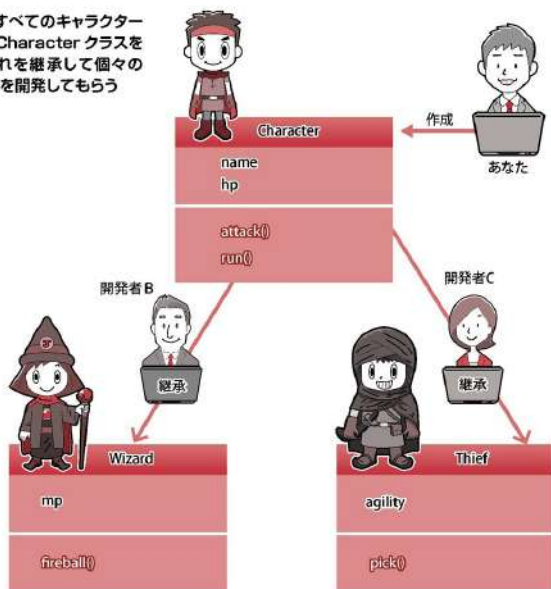 すべてのキャラクター
Character クラスを
れを継承して個々の
を開発してもらう
Character
作成
あなた
name
hp
attack()
run()
開発者B
開発者C
継承
継承
Wizard
Thief
mp
agility
fireball()
pick()